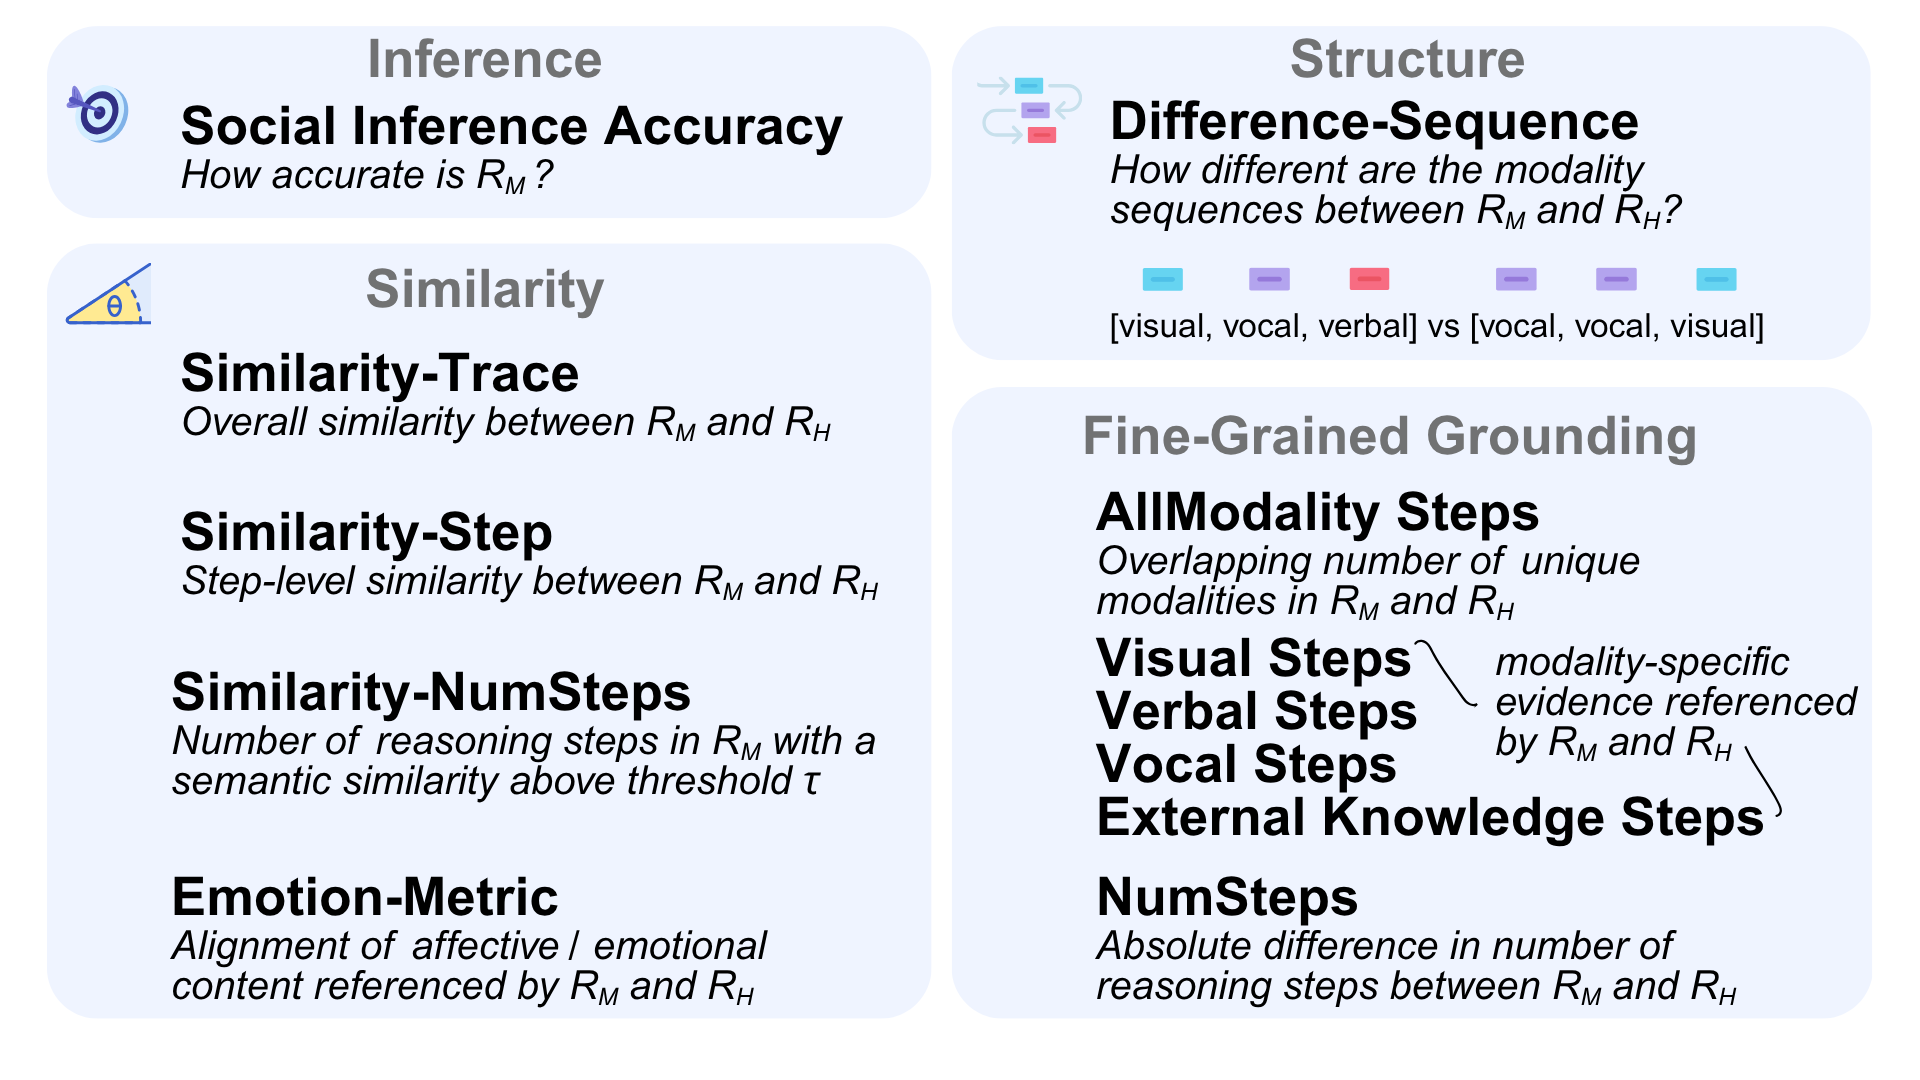 Inference
Social Inference Accuracy
How accurate is R_M ?
Similarity
θ
Similarity-Trace
Overall similarity between R_M and R_H
Similarity-Step
Step-level similarity between R_M and R_H
Similarity-NumSteps
Number of reasoning steps in R_M with a
semantic similarity above threshold τ
Emotion-Metric
Alignment of affective / emotional
content referenced by R_M and R_H
Structure
Difference-Sequence
How different are the modality
sequences between R_M and R_H?
[visual, vocal, verbal] vs [vocal, vocal, visual]
Fine-Grained Grounding
AllModality Steps
Overlapping number of unique
modalities in R_M and R_H
Visual Steps
Verbal Steps
Vocal Steps
External Knowledge Steps
modality-specific
evidence referenced
by R_M and R_H
NumSteps
Absolute difference in number of
reasoning steps between R_M and R_H